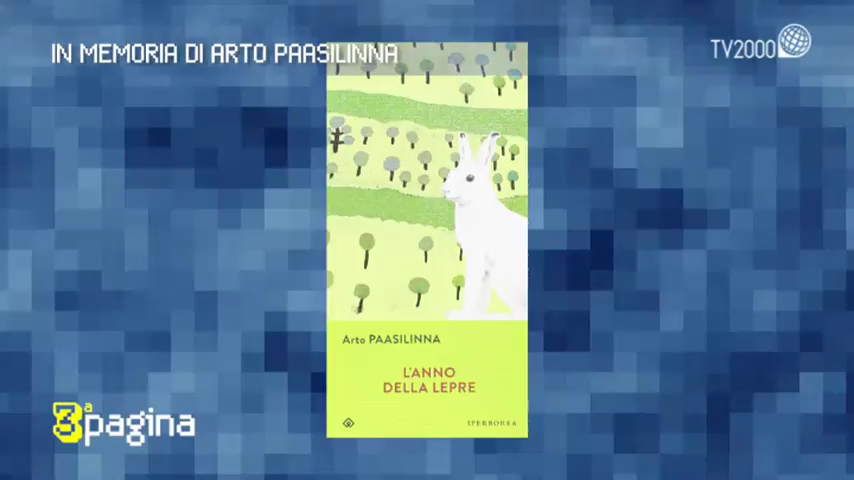 IN MEMORIA DI ARTO PAASILINNA
TV2000
Arto PAASILINNA
L'ANNO
DELLA LEPRE
IPERBOREA
3ª pagina